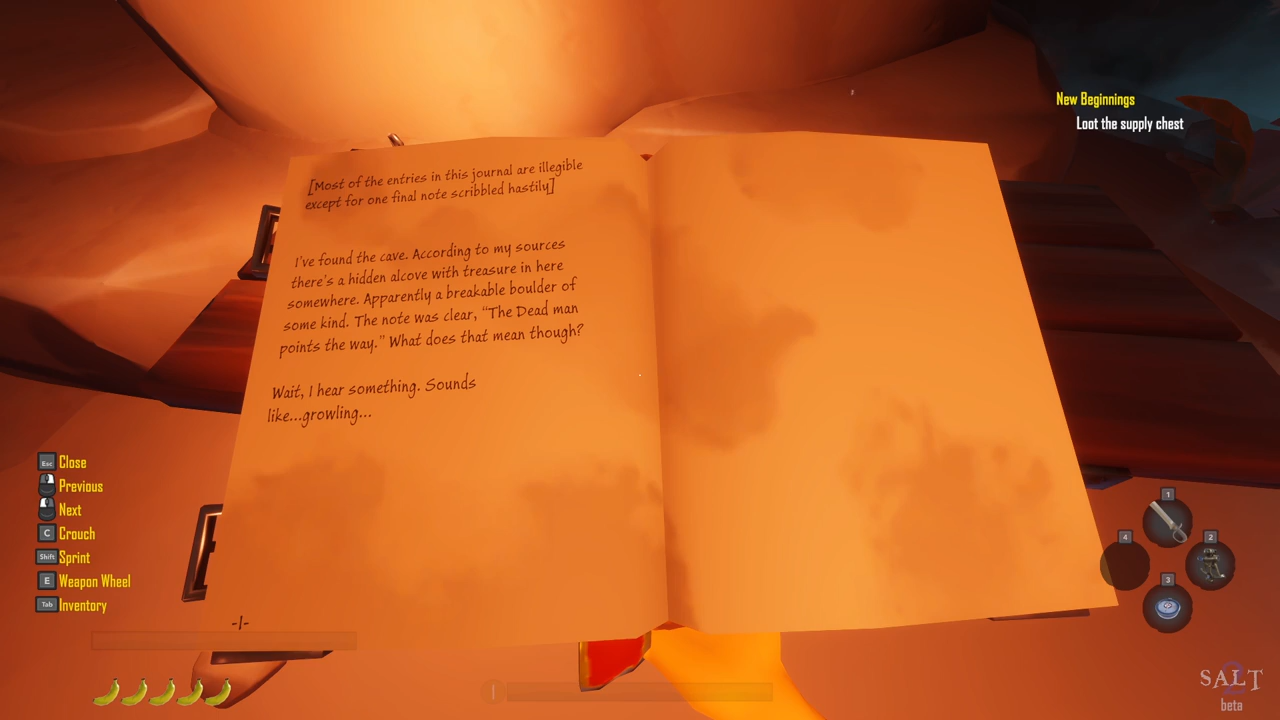 [Most of the entries in this journal are illegible
except for one final note scribbled hastily]
I've found the cave. According to my sources
there's a hidden alcove with treasure in here
somewhere. Apparently a breakable boulder of
some kind. The note was clear, "The Dead man
points the way." What does that mean though?
Wait, I hear something. Sounds
like...growling...
New Beginnings
Loot the supply chest
Esc Close
Previous
Next
C Crouch
Shift Sprint
E Weapon Wheel
Tab Inventory
1
4
2
3
SALT 2
beta